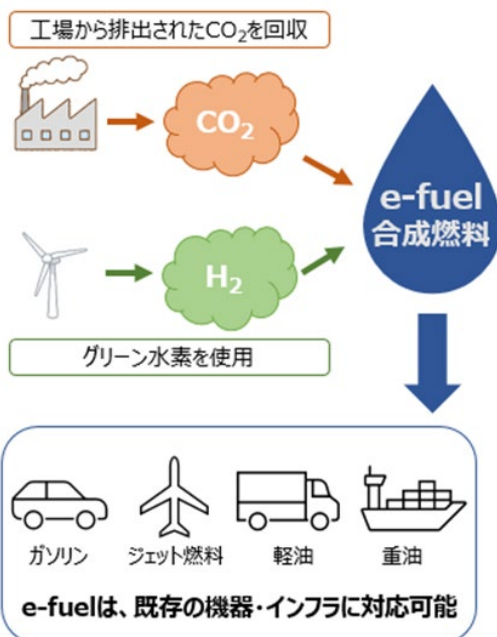 工場から排出されたCO₂を回収
CO₂
e-fuel
合成燃料
H₂
グリーン水素を使用
ガソリン
ジェット燃料
軽油
重油
e-fuelは、既存の機器・インフラに対応可能